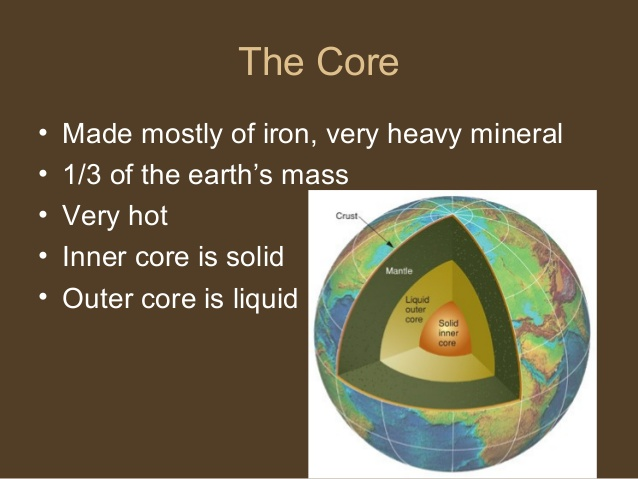 The Core
• Made mostly of iron, very heavy mineral
• 1/3 of the earth’s mass
• Very hot
• Inner core is solid
• Outer core is liquid
Crust
Mantle
Liquid
outer
core
Solid
inner
core